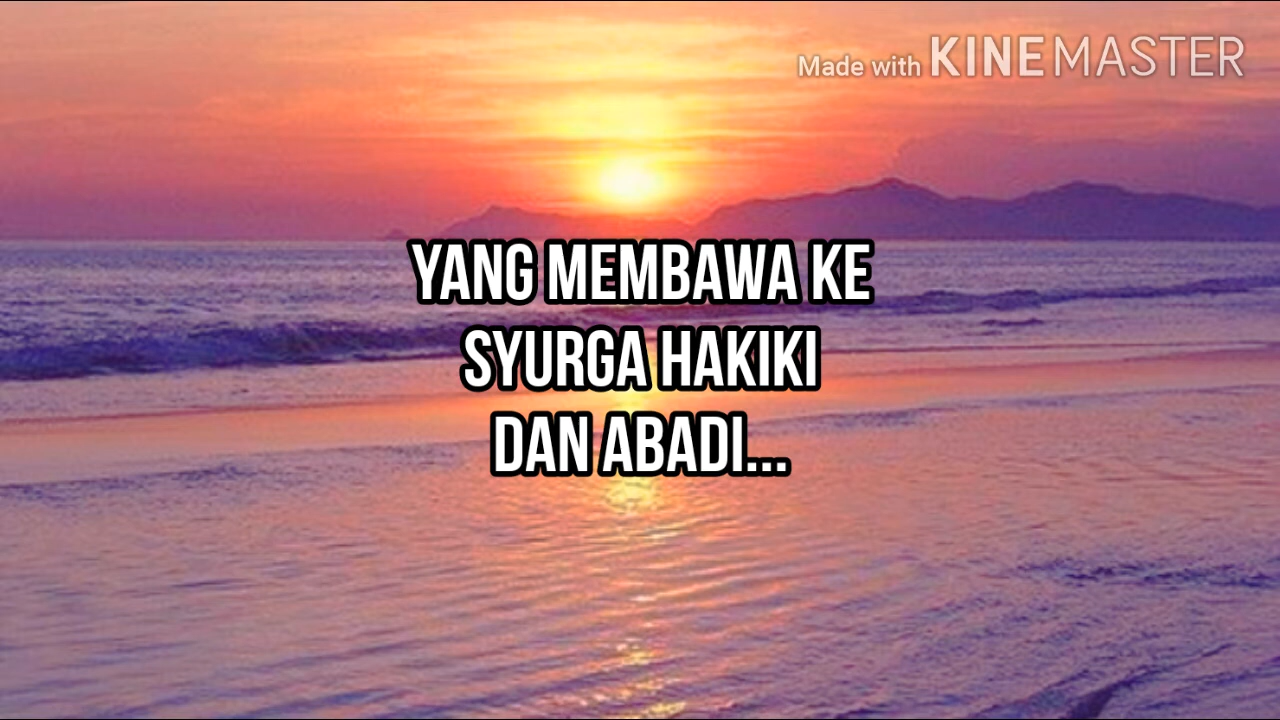 Made with KINEMASTER
YANG MEMBAWA KE
SYURGA HAKIKI
DAN ABADI...